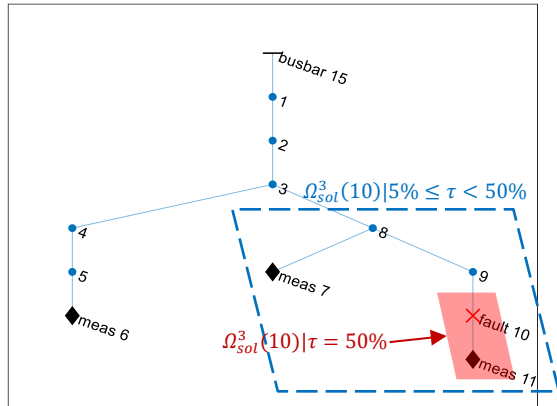 busbar 15
1
2
3
Ω³ₛₒₗ(10)|5% ≤ τ < 50%
4
8
5
meas 7
9
meas 6
fault 10
Ω³ₛₒₗ(10)|τ = 50%
meas 11